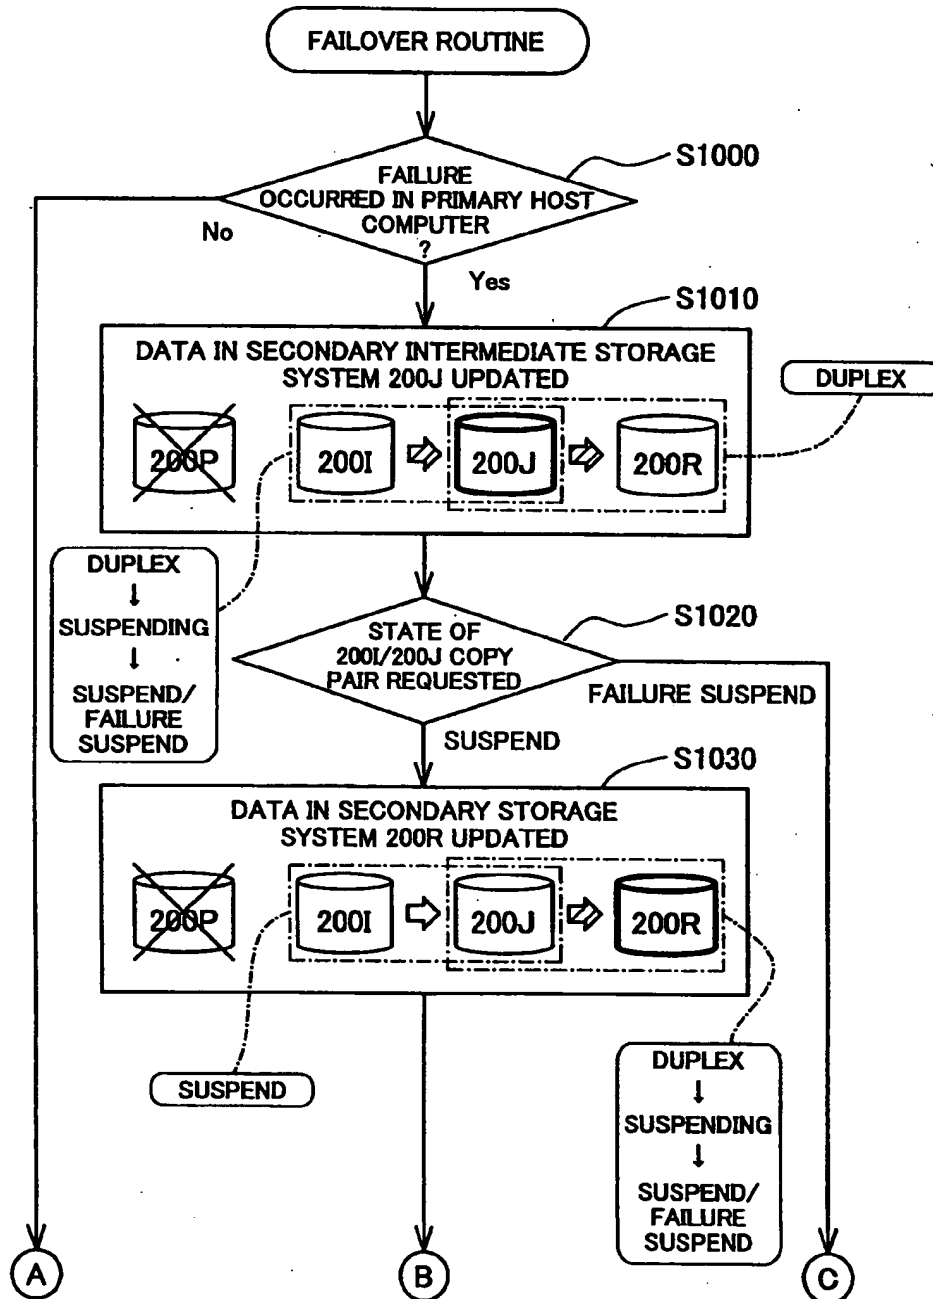 FAILOVER ROUTINE
S1000
FAILURE
OCCURRED IN PRIMARY HOST
COMPUTER
?
No
Yes
S1010
DATA IN SECONDARY INTERMEDIATE STORAGE
SYSTEM 200J UPDATED
DUPLEX
200P
200I
200J
200R
DUPLEX
↓
SUSPENDING
↓
SUSPEND/
FAILURE
SUSPEND
S1020
STATE OF
200I/200J COPY
PAIR REQUESTED
FAILURE SUSPEND
SUSPEND
S1030
DATA IN SECONDARY STORAGE
SYSTEM 200R UPDATED
200P
200I
200J
200R
SUSPEND
DUPLEX
↓
SUSPENDING
↓
SUSPEND/
FAILURE
SUSPEND
A
B
C